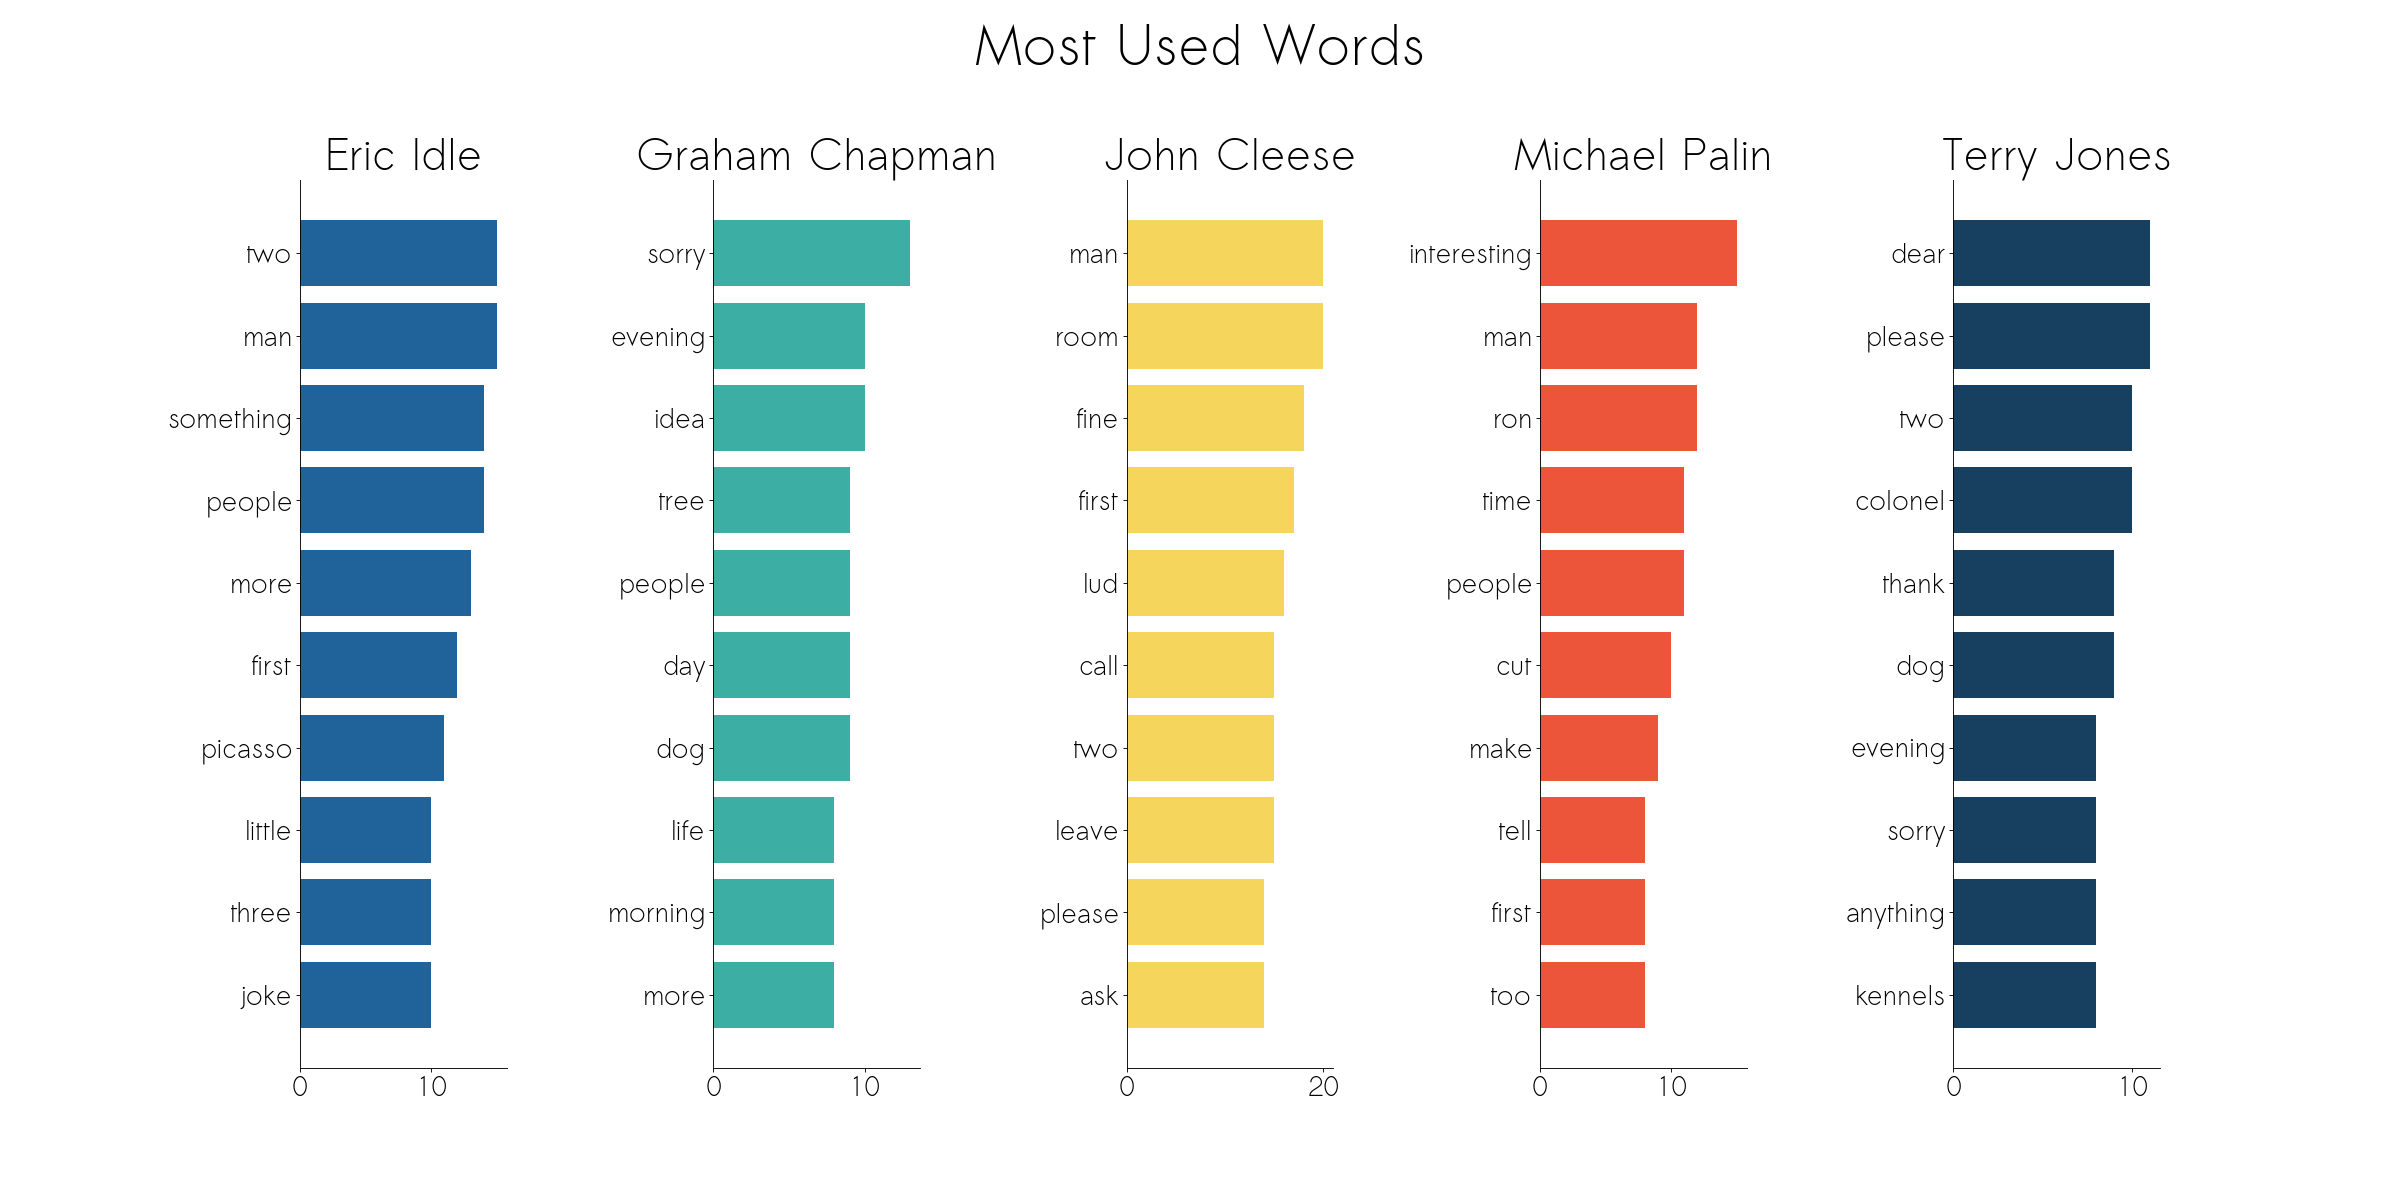 Most Used Words
Eric Idle
two
man
something
people
more
first
picasso
little
three
joke
0 10
Graham Chapman
sorry
evening
idea
tree
people
day
dog
life
morning
more
0 10
John Cleese
man
room
fine
first
lud
call
two
leave
please
ask
0 20
Michael Palin
interesting
man
ron
time
people
cut
make
tell
first
too
0 10
Terry Jones
dear
please
two
colonel
thank
dog
evening
sorry
anything
kennels
0 10